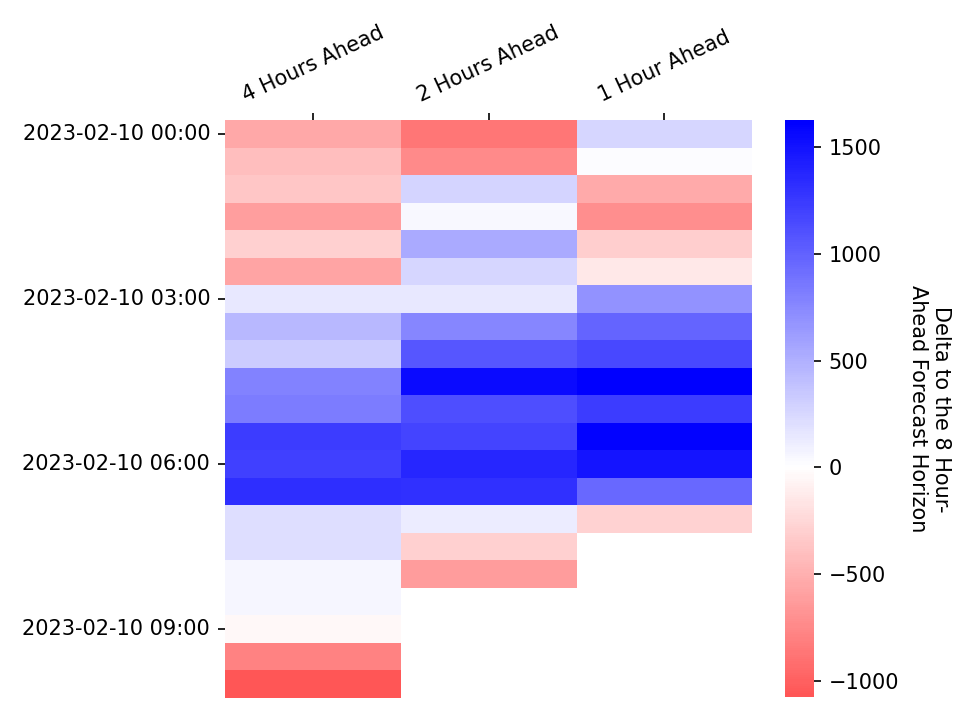 4 Hours Ahead
2 Hours Ahead
1 Hour Ahead
2023-02-10 00:00
2023-02-10 03:00
2023-02-10 06:00
2023-02-10 09:00
1500
1000
500
0
−500
−1000
Delta to the 8 Hour-
Ahead Forecast Horizon